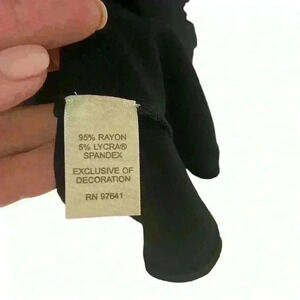 95% RAYON
5% LYCRA®
SPANDEX
EXCLUSIVE OF
DECORATION
RN 97641